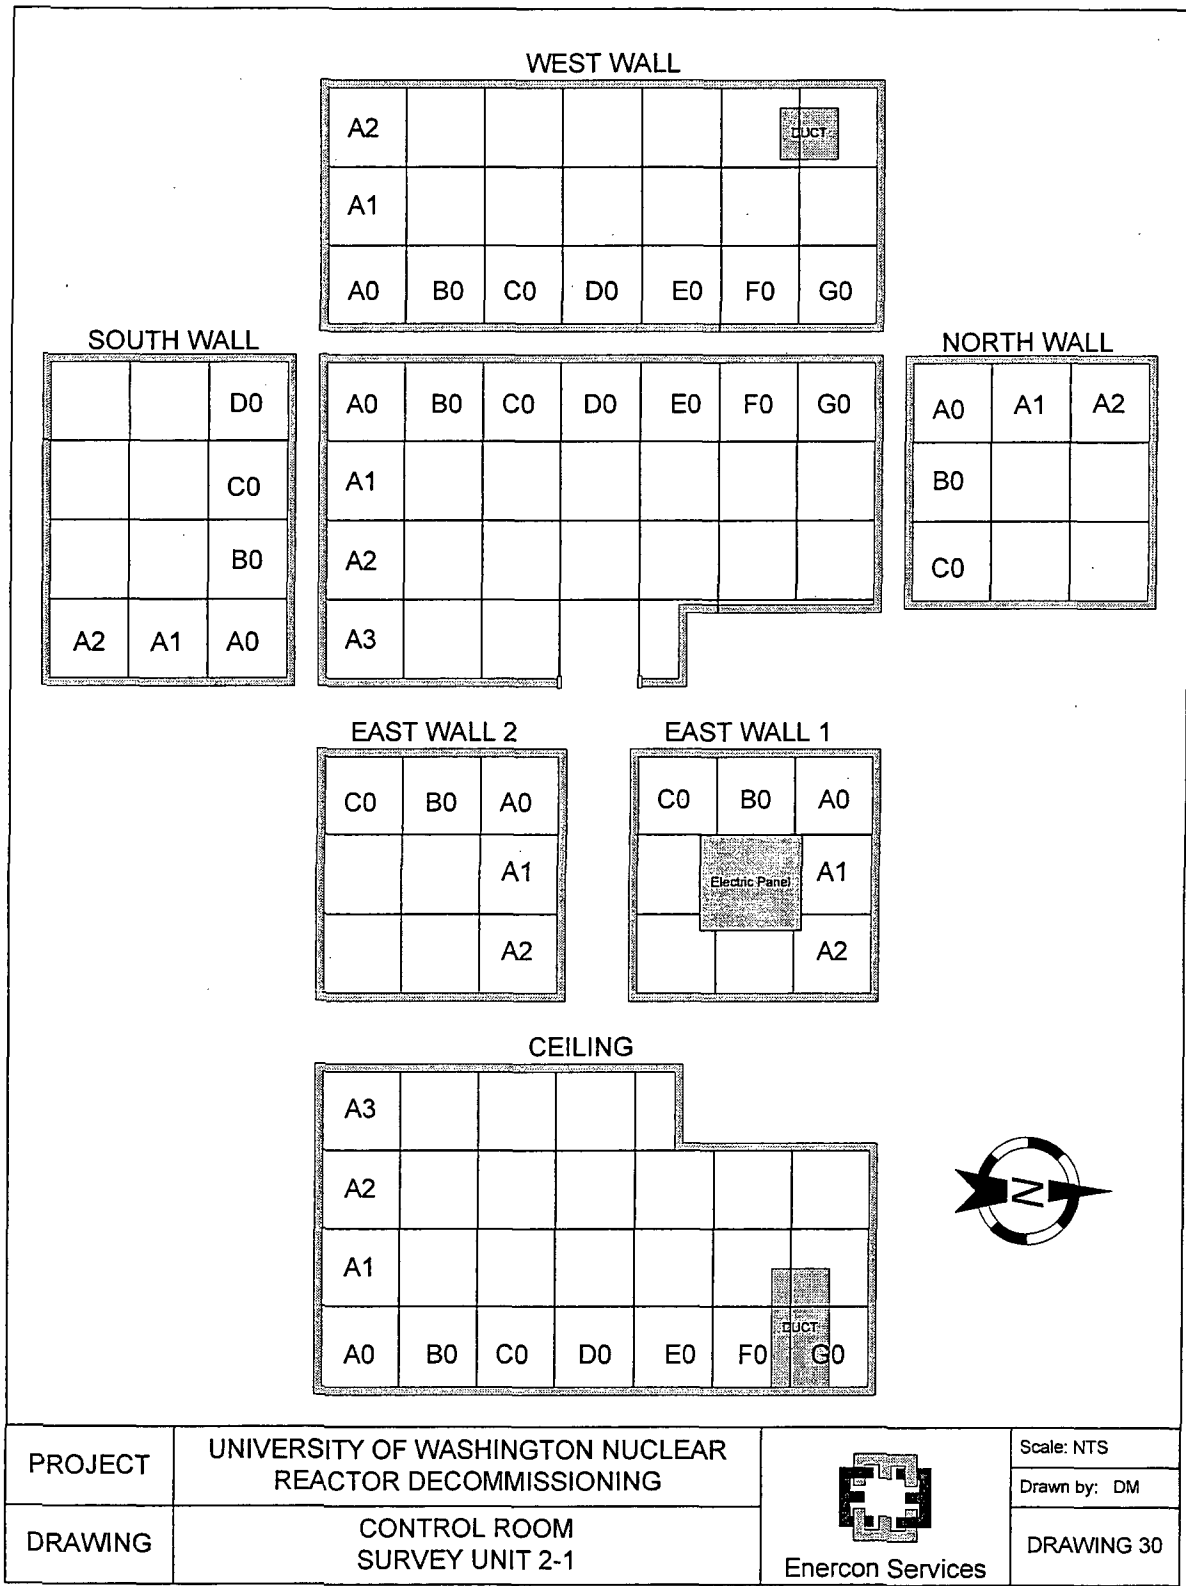 WEST WALL
A2
DUCT
A1
A0 B0 C0 D0 E0 F0 G0
SOUTH WALL
D0
C0
B0
A2 A1 A0
A0 B0 C0 D0 E0 F0 G0
A1
A2
A3
NORTH WALL
A0 A1 A2
B0
C0
EAST WALL 2
C0 B0 A0
A1
A2
EAST WALL 1
C0 B0 A0
Electric Panel A1
A2
CEILING
A3
A2
A1
DUCT
A0 B0 C0 D0 E0 F0 G0
N
PROJECT
UNIVERSITY OF WASHINGTON NUCLEAR
REACTOR DECOMMISSIONING
DRAWING
CONTROL ROOM
SURVEY UNIT 2-1
Enercon Services
Scale: NTS
Drawn by: DM
DRAWING 30